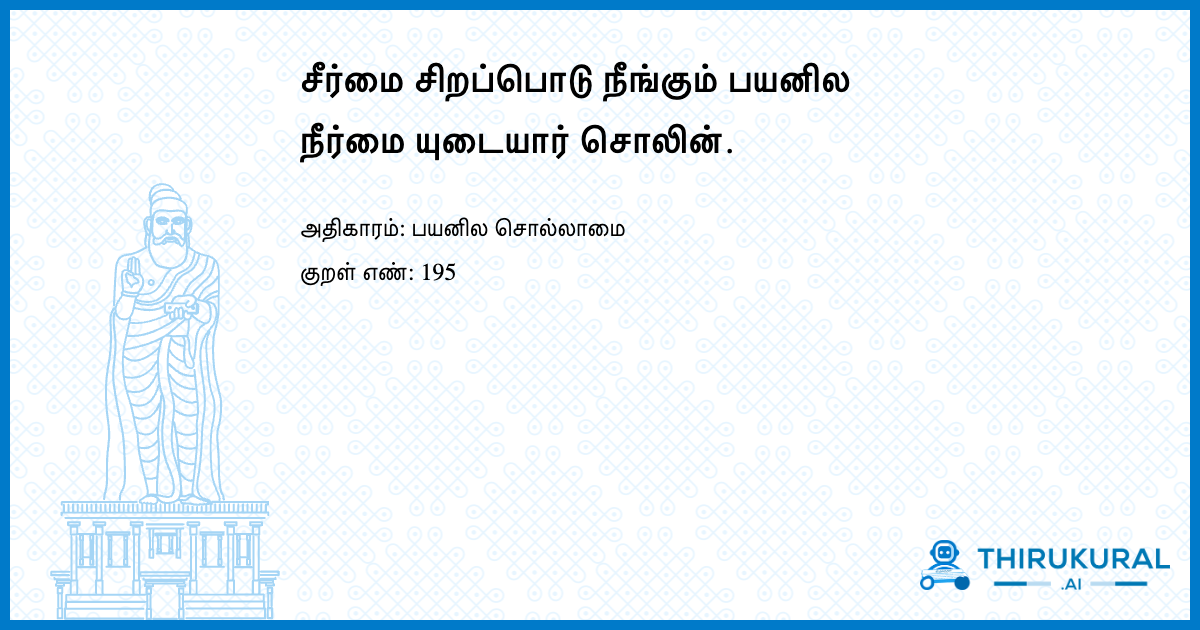 சீர்மை சிறப்பொடு நீங்கும் பயனில
நீர்மை யுடையார் சொலின்.
அதிகாரம்: பயனில சொல்லாமை
குறள் எண்: 195
THIRUKURAL
.AI